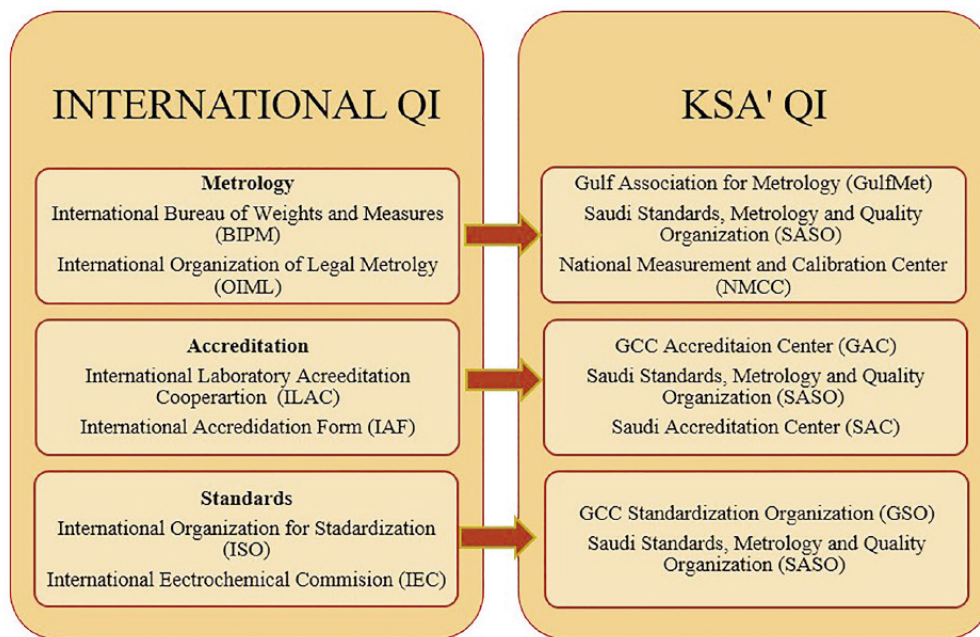 INTERNATIONAL QI
Metrology
International Bureau of Weights and Measures
(BIPM)
International Organization of Legal Metrolgy
(OIML)
Accreditation
International Laboratory Acreeditation
Cooperartion (ILAC)
International Accredidation Form (IAF)
Standards
International Organization for Stadardization
(ISO)
International Eectrochemical Commision (IEC)
KSA' QI
Gulf Association for Metrology (GulfMet)
Saudi Standards, Metrology and Quality
Organization (SASO)
National Measurement and Calibration Center
(NMCC)
GCC Accreditaion Center (GAC)
Saudi Standards, Metrology and Quality
Organization (SASO)
Saudi Accreditation Center (SAC)
GCC Standardization Organization (GSO)
Saudi Standards, Metrology and Quality
Organization (SASO)